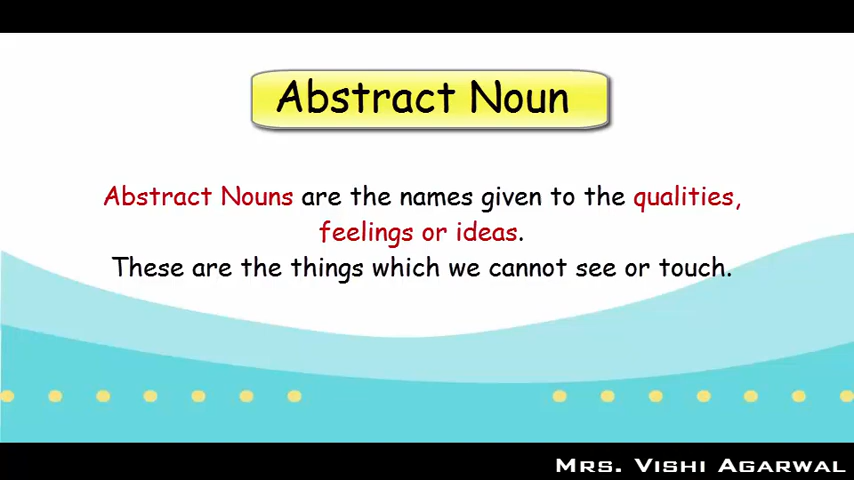 Abstract Noun
Abstract Nouns are the names given to the qualities,
feelings or ideas.
These are the things which we cannot see or touch.
Mrs. Vishi Agarwal